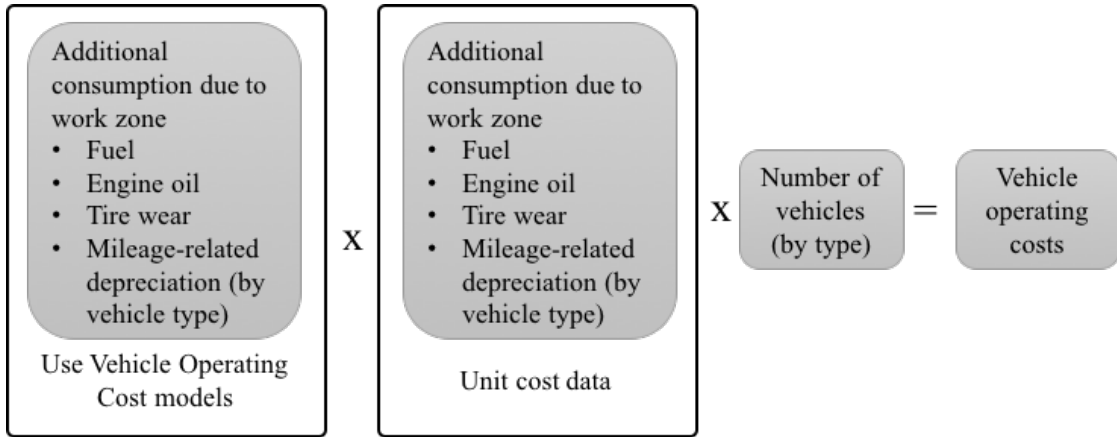 Additional
consumption due to
work zone
• Fuel
• Engine oil
• Tire wear
• Mileage-related
depreciation (by
vehicle type)
Use Vehicle Operating
Cost models
x
Additional
consumption due to
work zone
• Fuel
• Engine oil
• Tire wear
• Mileage-related
depreciation (by
vehicle type)
Unit cost data
x
Number of
vehicles
(by type)
=
Vehicle
operating
costs